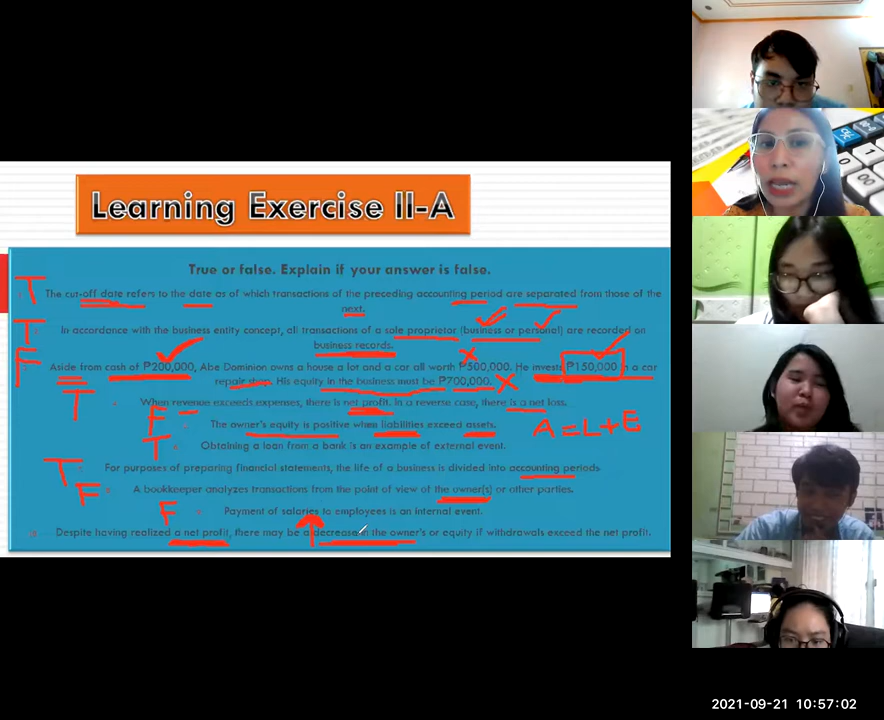 Learning Exercise II-A
True or false. Explain if your answer is false.
T The cut-off date refers to the date as of which transactions of the preceding accounting period are separated from those of the
next.
T In accordance with the business entity concept, all transactions of a sole proprietor (business or personal) are recorded on
business records.
F Aside from cash of P200,000, Abe Dominion owns a house a lot and a car all worth P500,000. He invests P150,000 in a car
repair shop. His equity in the business must be P700,000.
T When revenue exceeds expenses, there is net profit. In a reverse case, there is a net loss.
F The owner's equity is positive when liabilities exceed assets. A = L + E
T Obtaining a loan from a bank is an example of external event.
T For purposes of preparing financial statements, the life of a business is divided into accounting periods.
F A bookkeeper analyzes transactions from the point of view of the owner(s) or other parties.
F Payment of salaries to employees is an internal event.
Despite having realized a net profit, there may be a decrease in the owner's or equity if withdrawals exceed the net profit.
2021-09-21 10:57:02